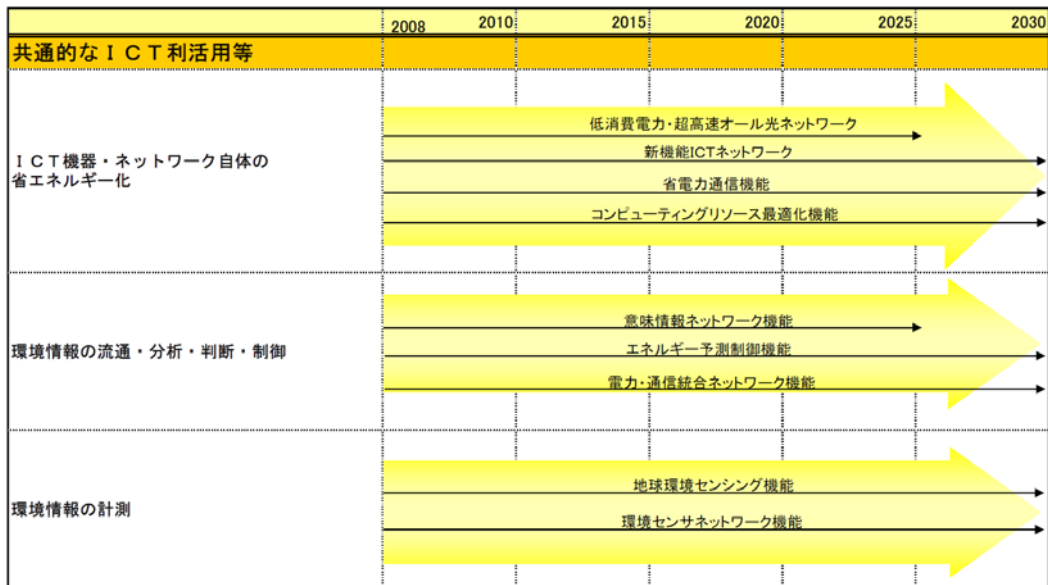 2008 2010 2015 2020 2025 2030
共通的なＩＣＴ利活用等
ＩＣＴ機器・ネットワーク自体の
省エネルギー化
低消費電力・超高速オール光ネットワーク
新機能ICTネットワーク
省電力通信機能
コンピューティングリソース最適化機能
環境情報の流通・分析・判断・制御
意味情報ネットワーク機能
エネルギー予測制御機能
電力・通信統合ネットワーク機能
環境情報の計測
地球環境センシング機能
環境センサネットワーク機能